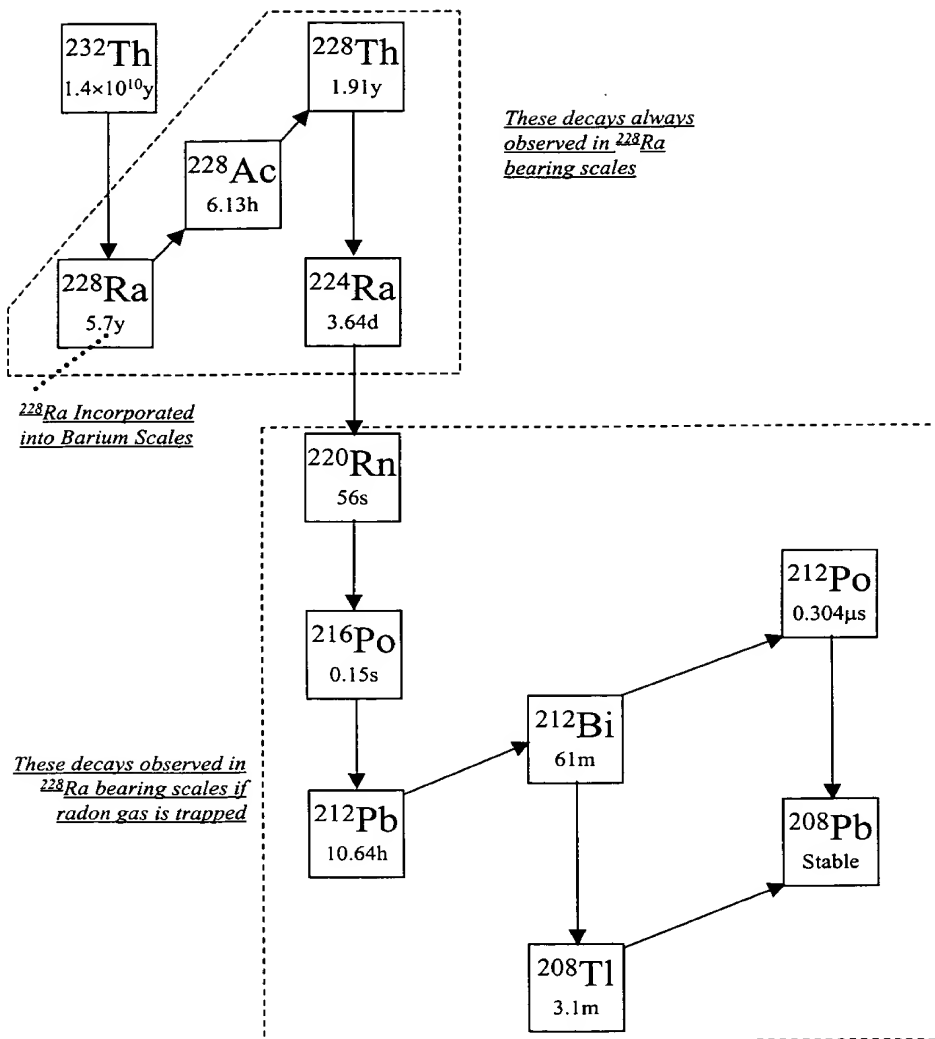 ²³²Th
1.4×10¹⁰y
²²⁸Th
1.91y
These decays always
observed in ²²⁸Ra
bearing scales
²²⁸Ac
6.13h
²²⁸Ra
5.7y
²²⁴Ra
3.64d
²²⁸Ra Incorporated
into Barium Scales
²²⁰Rn
56s
²¹²Po
0.304µs
²¹⁶Po
0.15s
²¹²Bi
61m
These decays observed in
²²⁸Ra bearing scales if
radon gas is trapped
²¹²Pb
10.64h
²⁰⁸Pb
Stable
²⁰⁸Tl
3.1m